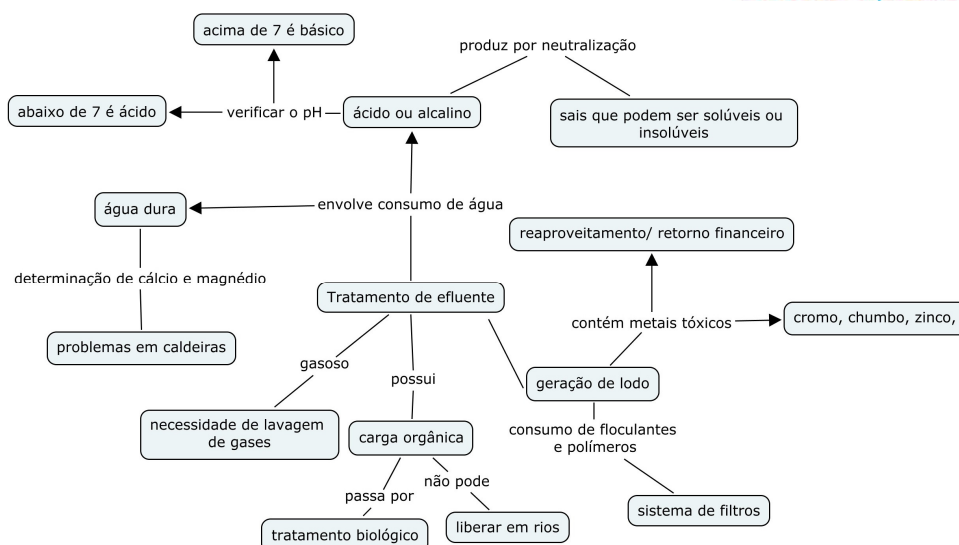 acima de 7 é básico
produz por neutralização
abaixo de 7 é ácido
verificar o pH
ácido ou alcalino
sais que podem ser solúveis ou
insolúveis
água dura
envolve consumo de água
reaproveitamento/ retorno financeiro
determinação de cálcio e magnédio
Tratamento de efluente
contém metais tóxicos
cromo, chumbo, zinco,
problemas em caldeiras
gasoso
possui
geração de lodo
necessidade de lavagem
de gases
carga orgânica
consumo de floculantes
e polímeros
não pode
passa por
sistema de filtros
tratamento biológico
liberar em rios